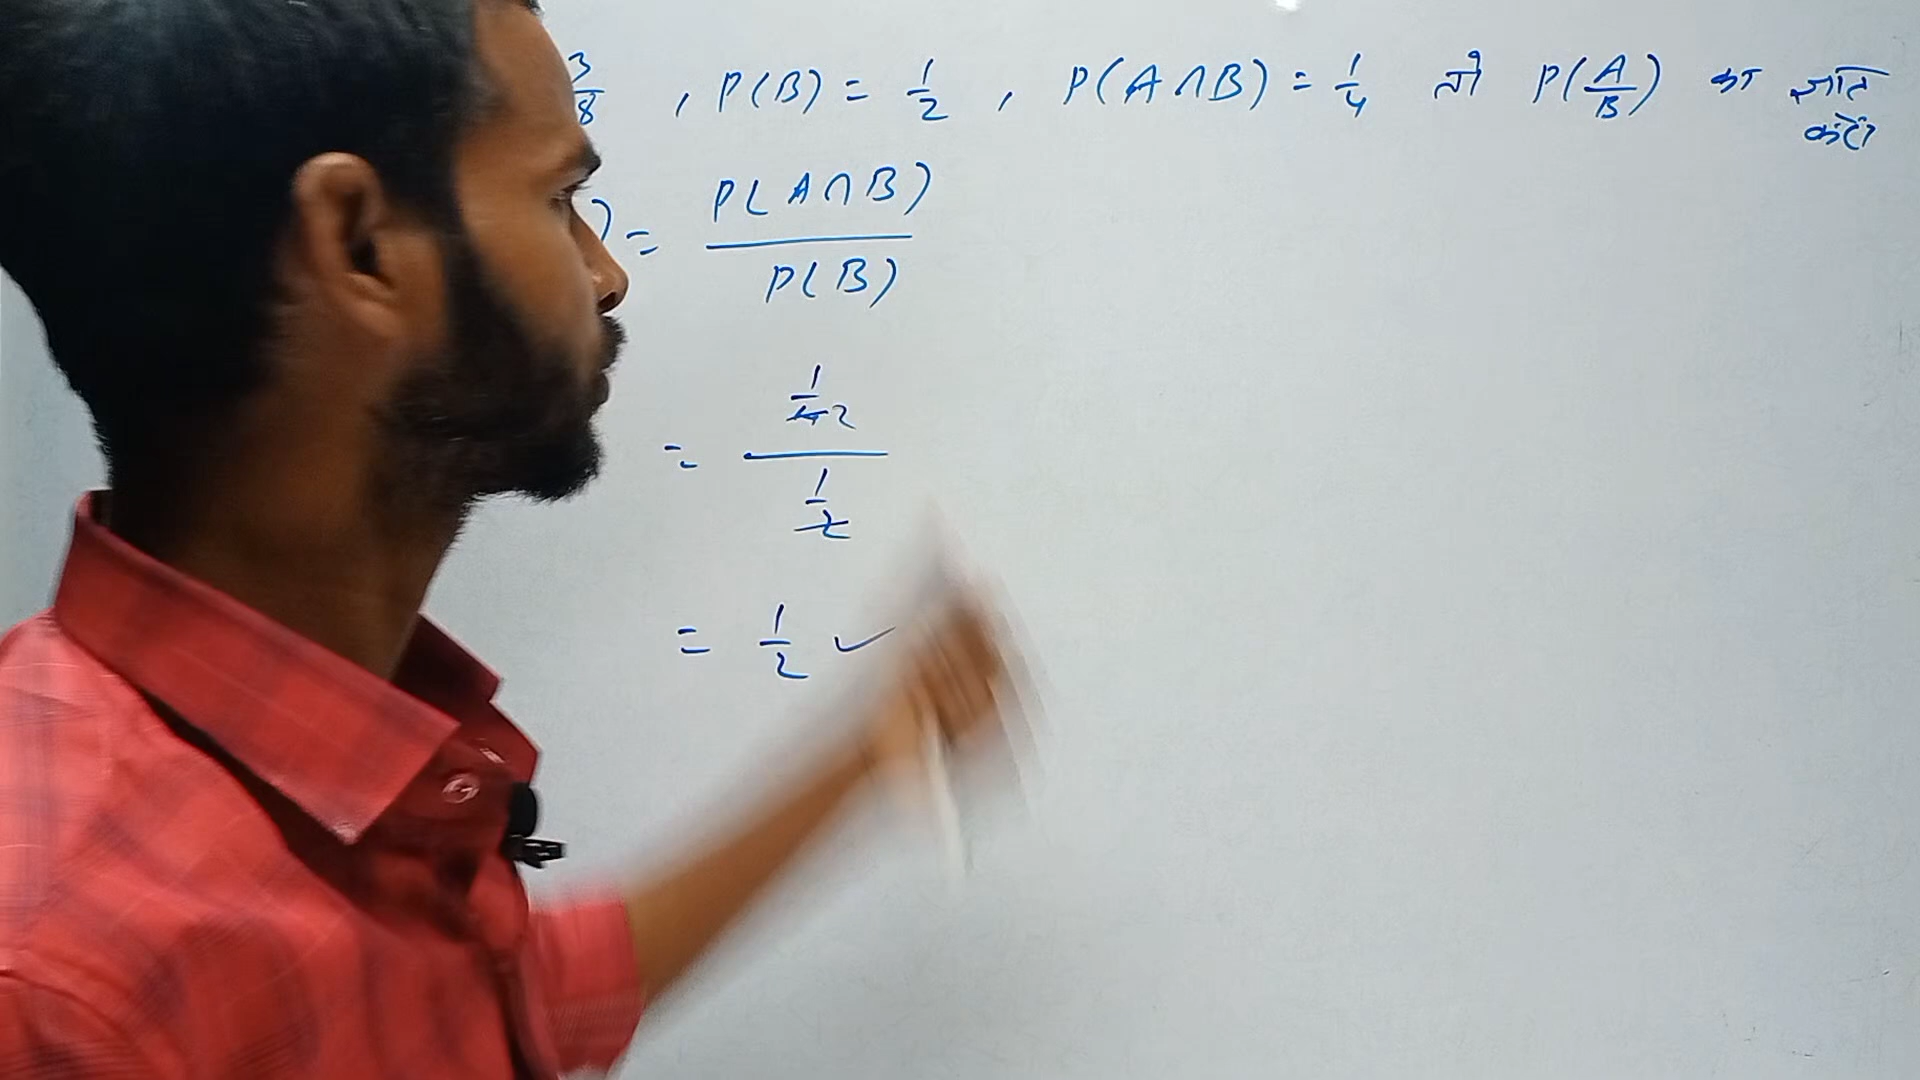 3/8 , P(B) = 1/2 , P(A∩B) = 1/4 तो P(A/B) का ज्ञात
करें।
) = P(A∩B) / P(B)
= 1/4 2 / 1/2
= 1/2 ✓